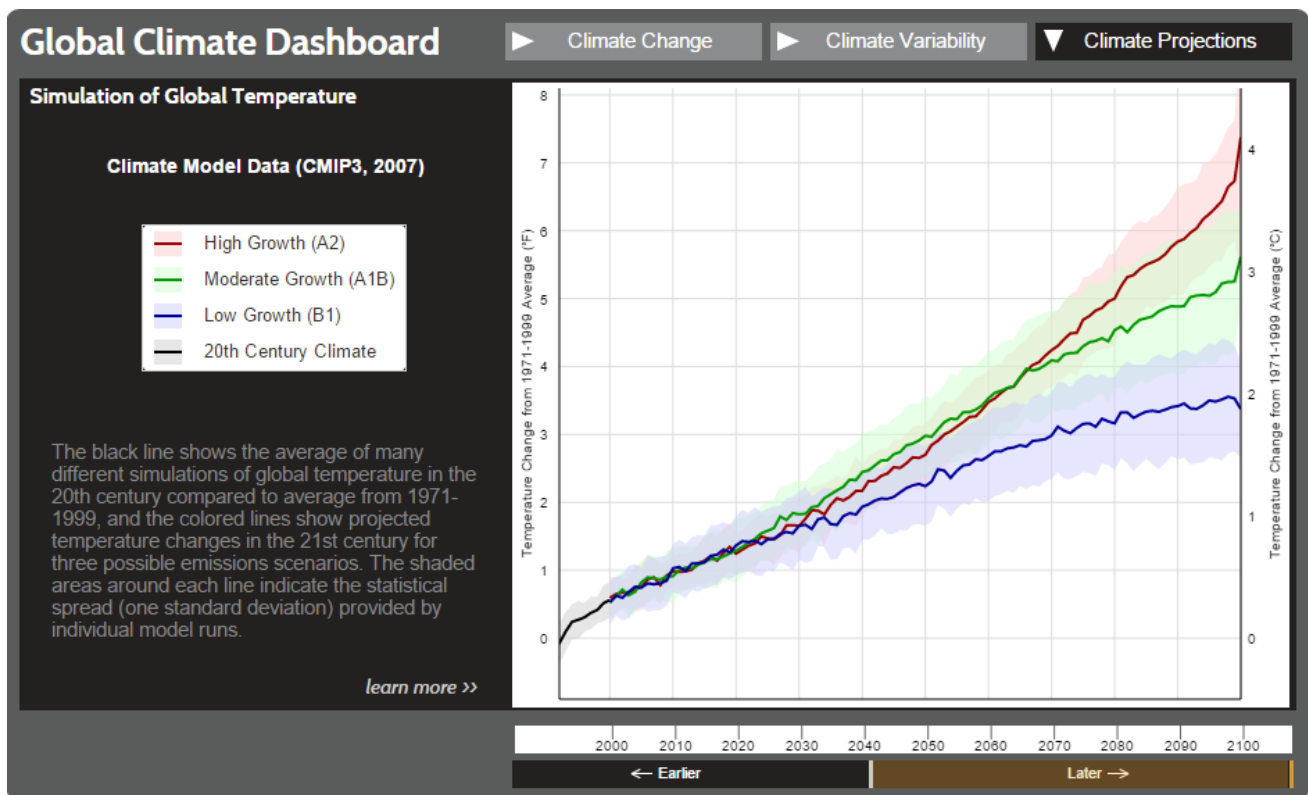 Global Climate Dashboard
Climate Change
Climate Variability
Climate Projections
Simulation of Global Temperature
Climate Model Data (CMIP3, 2007)
High Growth (A2)
Moderate Growth (A1B)
Low Growth (B1)
20th Century Climate
The black line shows the average of many
different simulations of global temperature in the
20th century compared to average from 1971-
1999, and the colored lines show projected
temperature changes in the 21st century for
three possible emissions scenarios. The shaded
areas around each line indicate the statistical
spread (one standard deviation) provided by
individual model runs.
learn more >>
Temperature Change from 1971-1999 Average (°F)
8
7
6
5
4
3
2
1
0
4
3
2
1
0
Temperature Change from 1971-1999 Average (°C)
2000 2010 2020 2030 2040 2050 2060 2070 2080 2090 2100
← Earlier
Later →